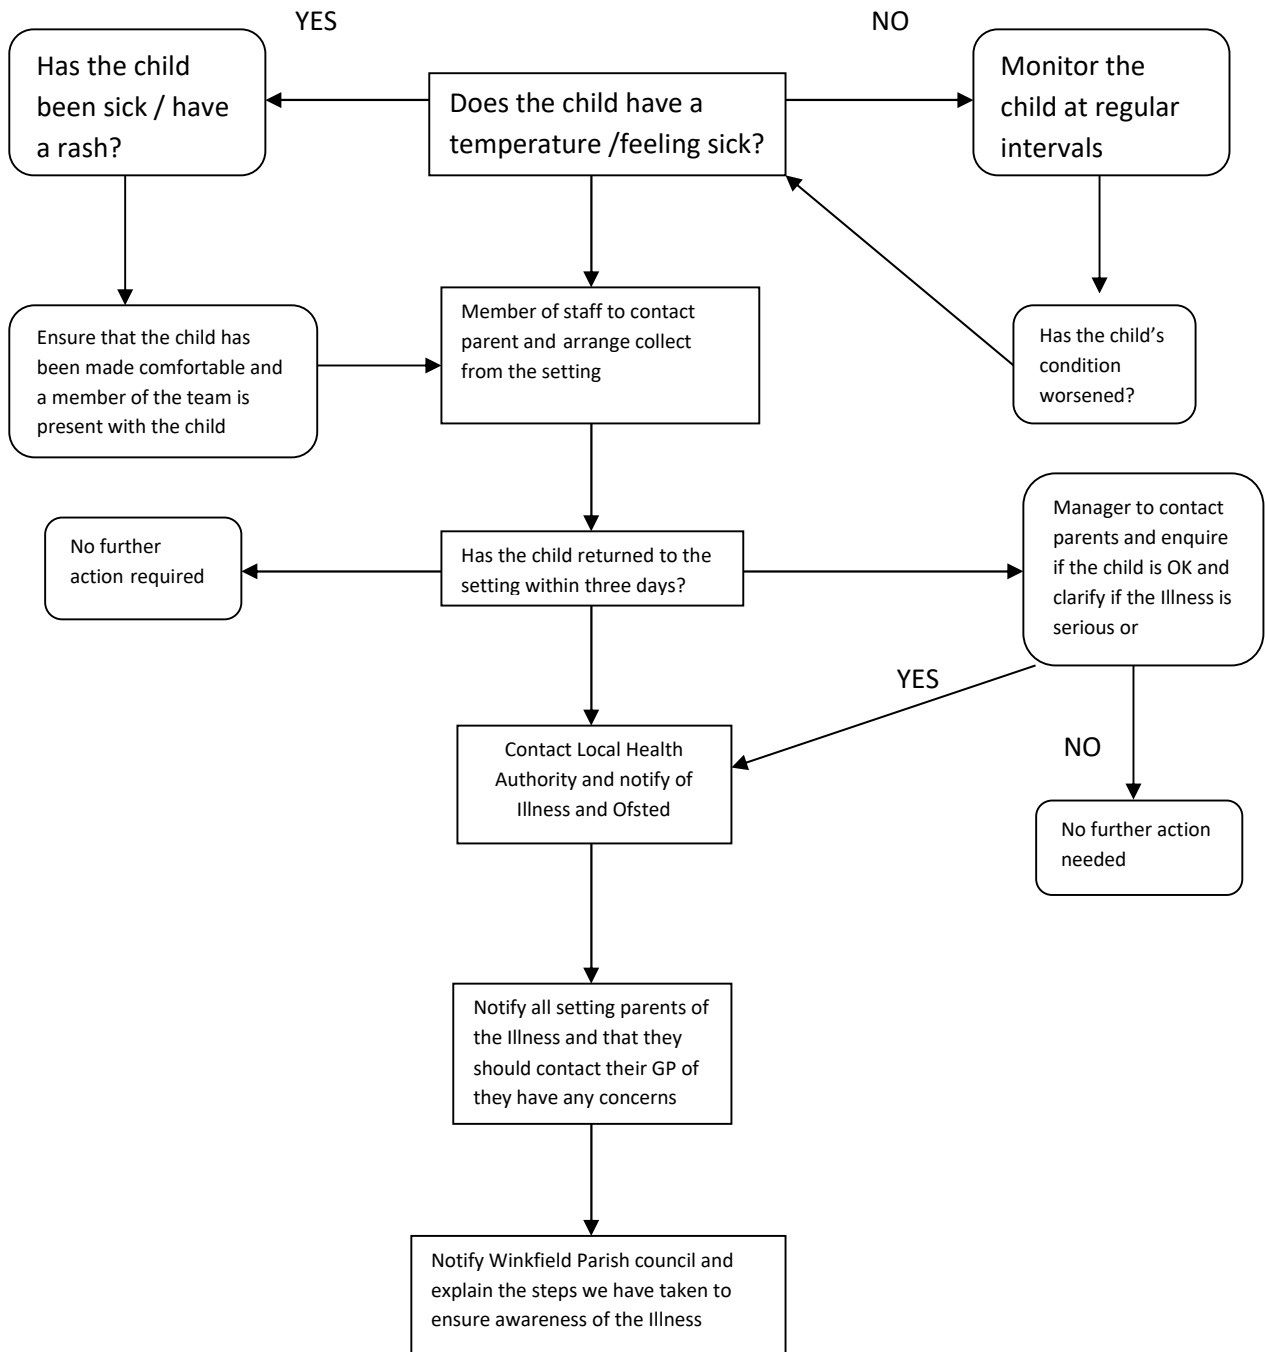 YES
NO
Has the child
been sick / have
a rash?
Does the child have a
temperature /feeling sick?
Monitor the
child at regular
intervals
Ensure that the child has
been made comfortable and
a member of the team is
present with the child
Member of staff to contact
parent and arrange collect
from the setting
Has the child's
condition
worsened?
No further
action required
Has the child returned to the
setting within three days?
Manager to contact
parents and enquire
if the child is OK and
clarify if the Illness is
serious or
YES
NO
Contact Local Health
Authority and notify of
Illness and Ofsted
No further action
needed
Notify all setting parents of
the Illness and that they
should contact their GP of
they have any concerns
Notify Winkfield Parish council and
explain the steps we have taken to
ensure awareness of the Illness